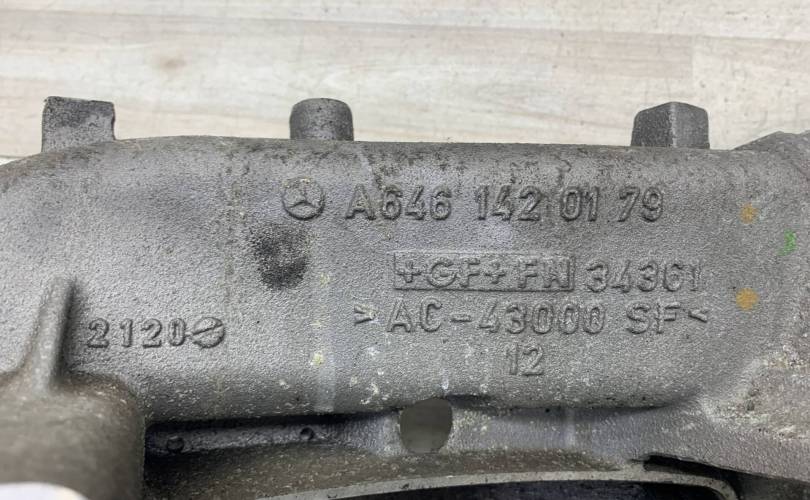 A646 142 01 79
+GF+ FN 34361
>AC-43000 SF<
12
2120